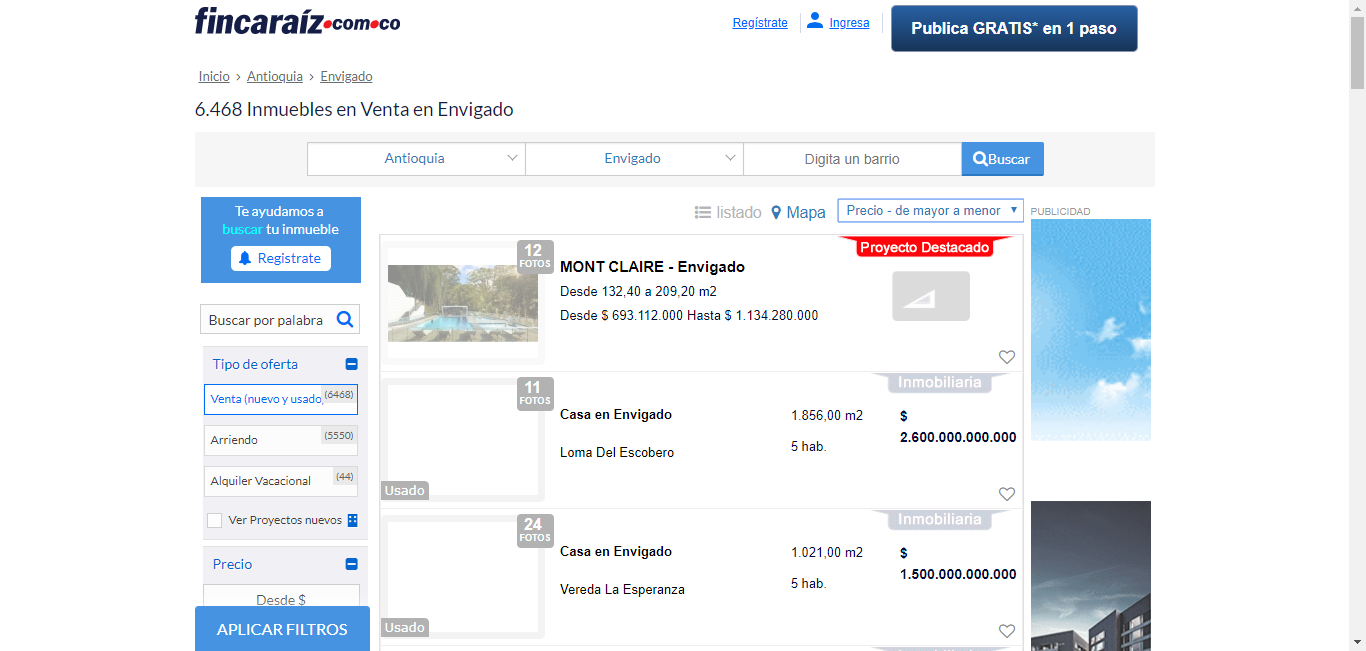 fincaraíz.com.co
Regístrate
Ingresa
Publica GRATIS* en 1 paso
Inicio › Antioquia › Envigado
6.468 Inmuebles en Venta en Envigado
Antioquia
Envigado
Digita un barrio
Buscar
Te ayudamos a
buscar tu inmueble
Registrate
listado
Mapa
Precio - de mayor a menor
PUBLICIDAD
Buscar por palabra
Tipo de oferta
Venta (nuevo y usado)
(6468)
Arriendo
(5550)
Alquiler Vacacional
(44)
Ver Proyectos nuevos
Precio
Desde $
APLICAR FILTROS
12
FOTOS
MONT CLAIRE - Envigado
Desde 132,40 a 209,20 m2
Desde $ 693.112.000 Hasta $ 1.134.280.000
Proyecto Destacado
11
FOTOS
Usado
Casa en Envigado
Loma Del Escobero
1.856,00 m2
5 hab.
Inmobiliaria
$
2.600.000.000.000
24
FOTOS
Usado
Casa en Envigado
Vereda La Esperanza
1.021,00 m2
5 hab.
Inmobiliaria
$
1.500.000.000.000